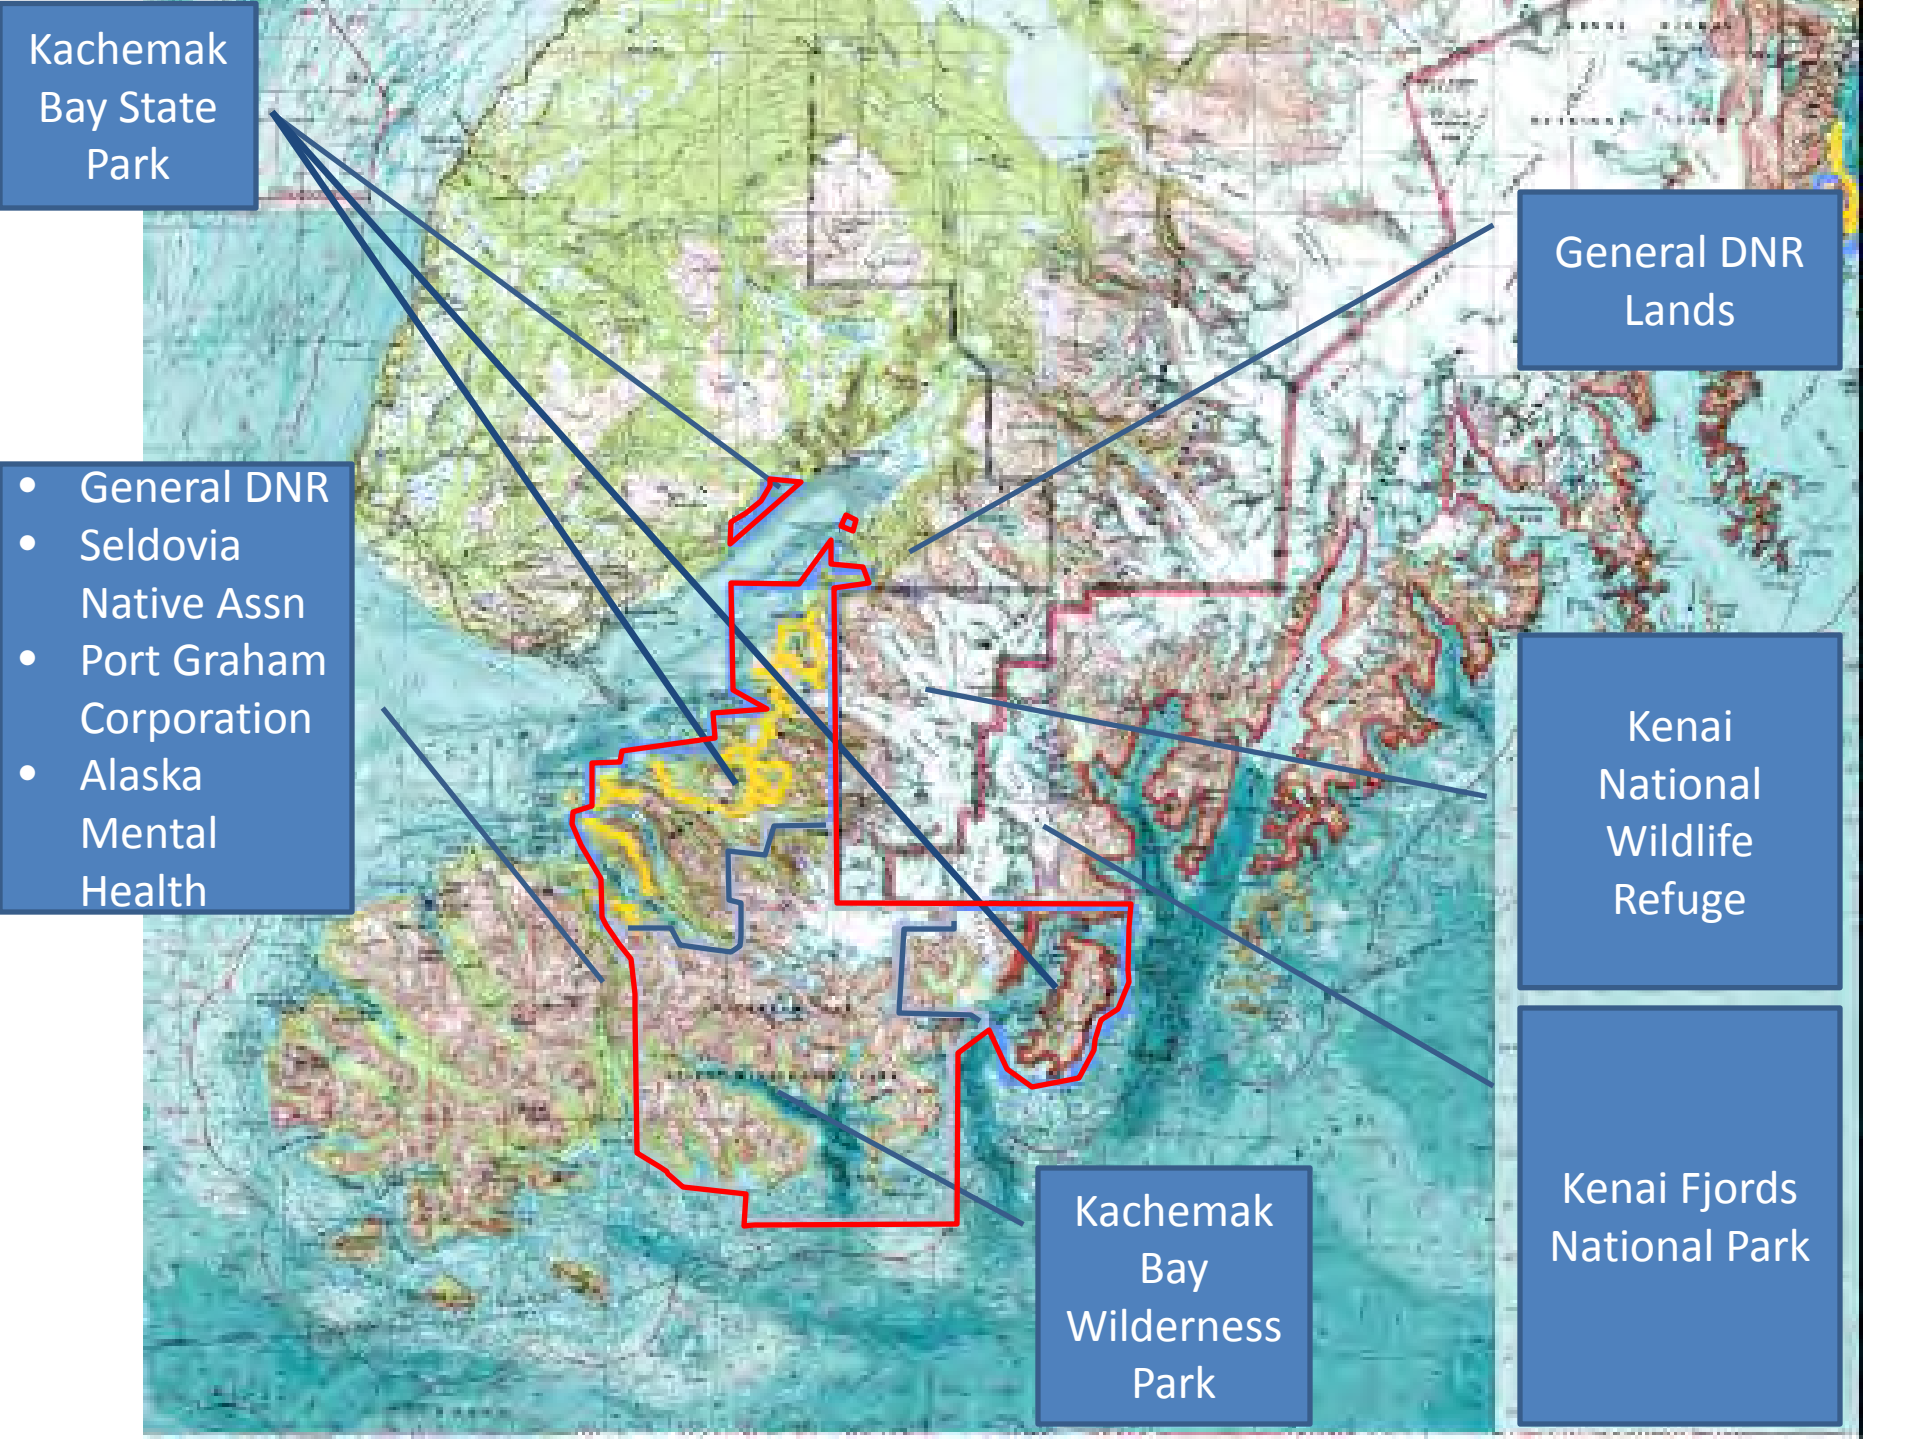 Kachemak
Bay State
Park
General DNR
Lands
• General DNR
• Seldovia
Native Assn
• Port Graham
Corporation
• Alaska
Mental
Health
Kenai
National
Wildlife
Refuge
Kachemak
Bay
Wilderness
Park
Kenai Fjords
National Park